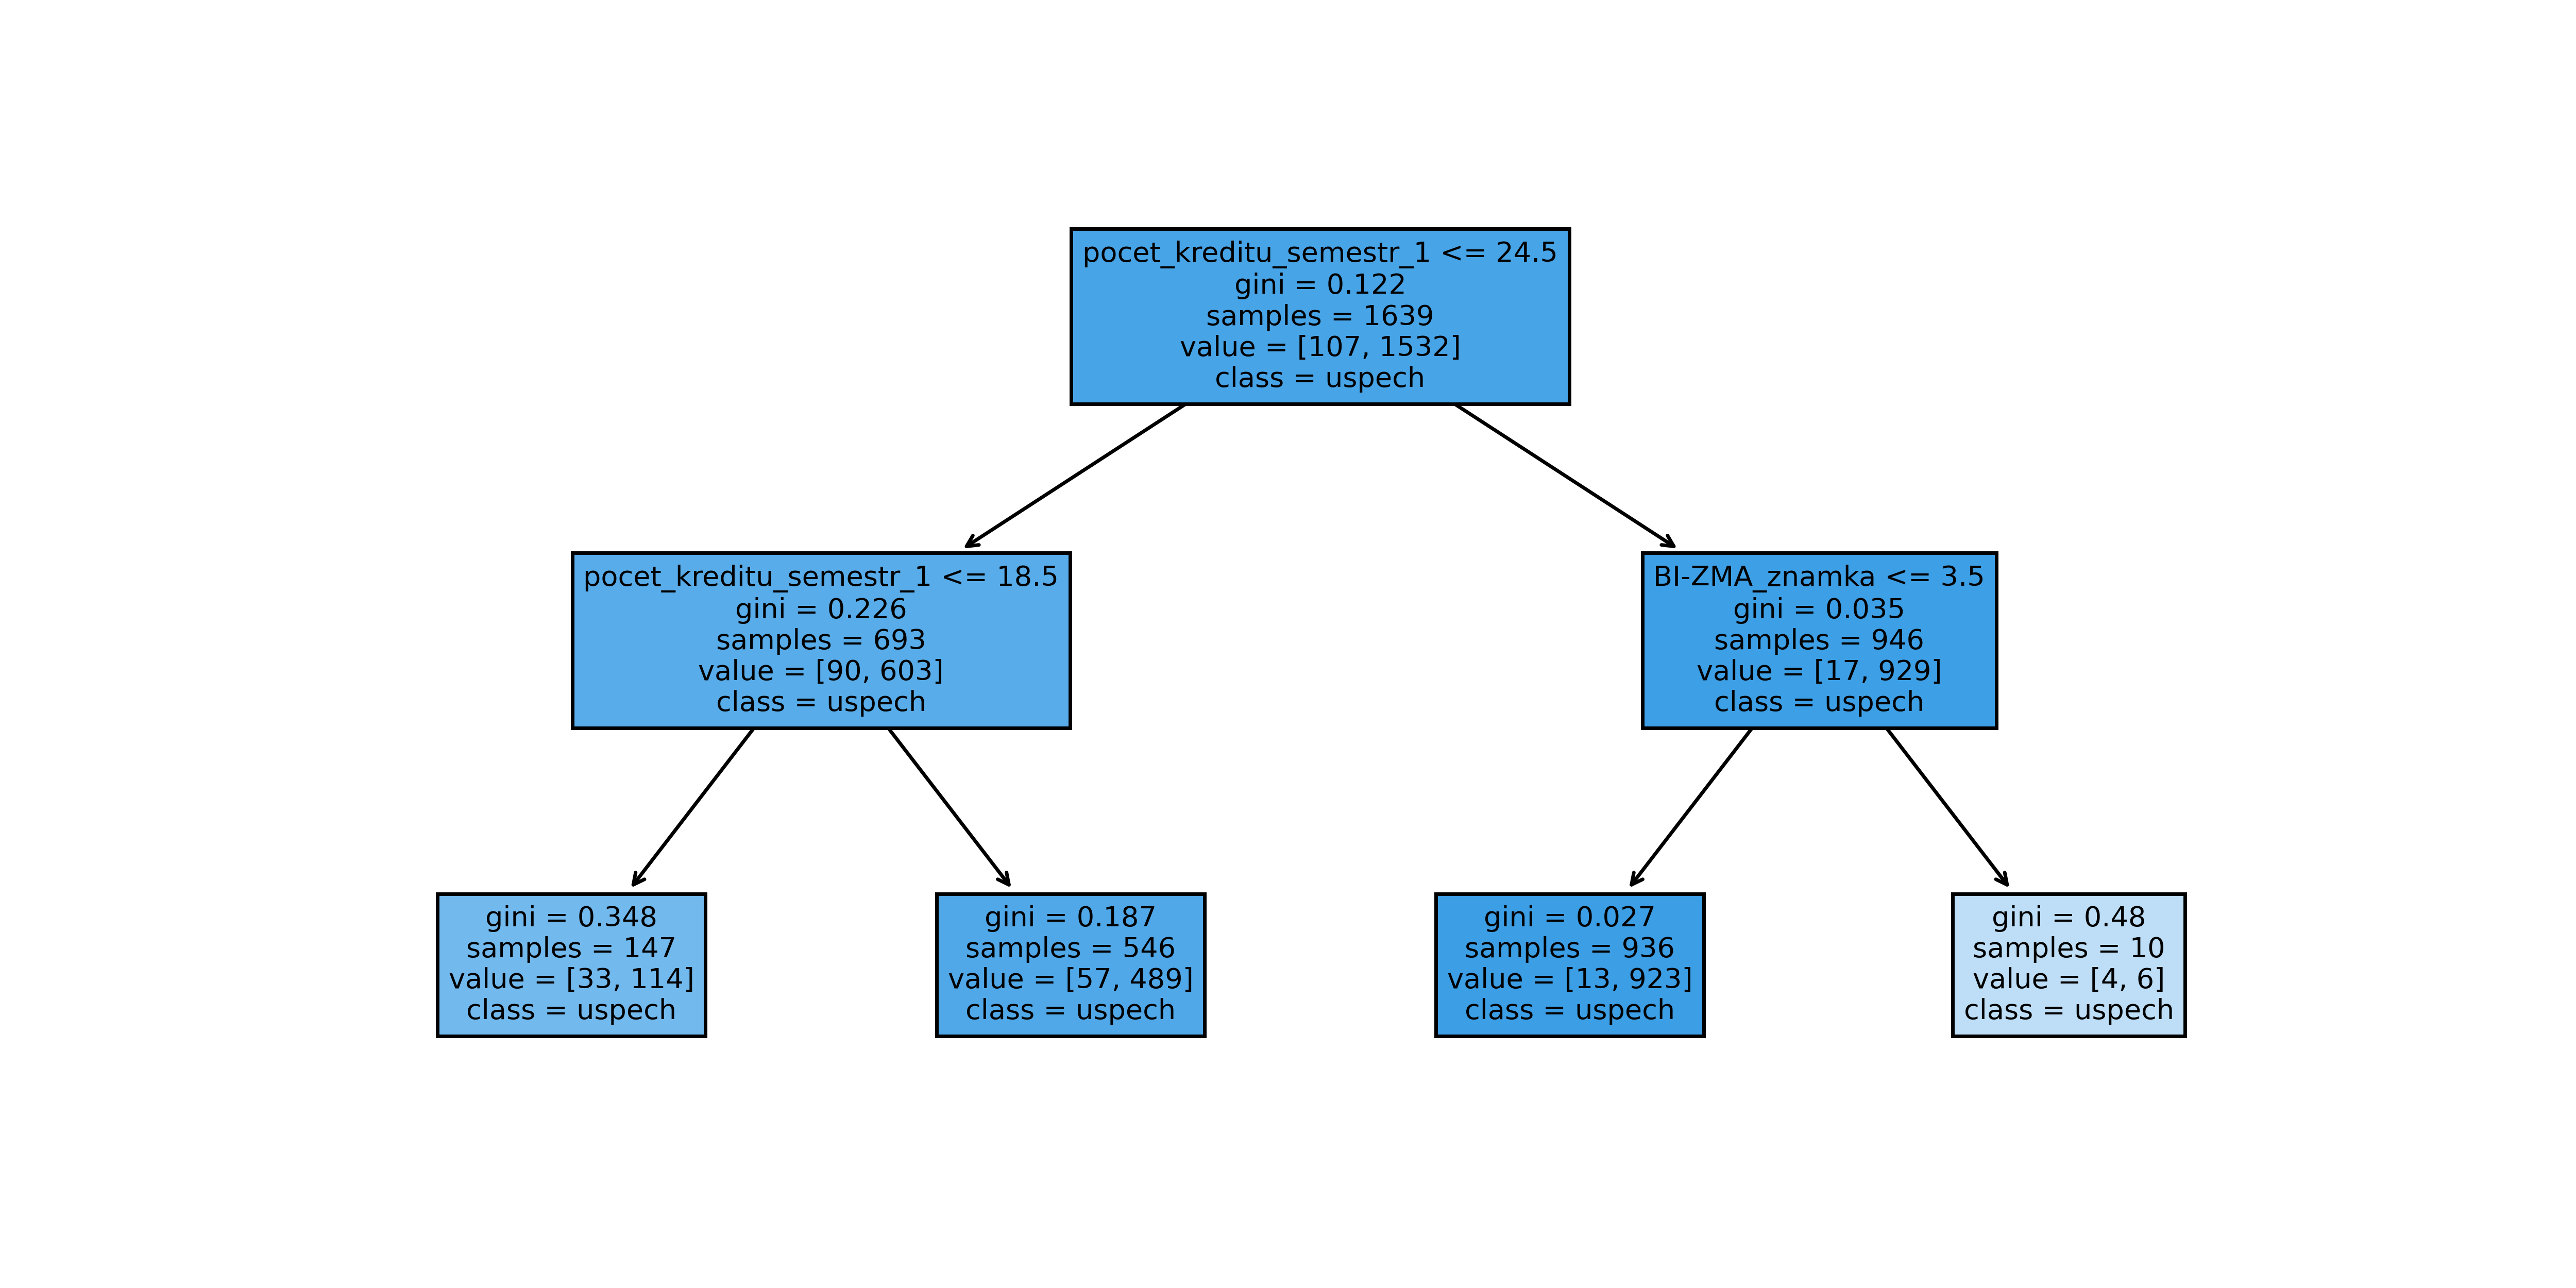 pocet_kreditu_semestr_1 <= 24.5
gini = 0.122
samples = 1639
value = [107, 1532]
class = uspech
pocet_kreditu_semestr_1 <= 18.5
gini = 0.226
samples = 693
value = [90, 603]
class = uspech
BI-ZMA_znamka <= 3.5
gini = 0.035
samples = 946
value = [17, 929]
class = uspech
gini = 0.348
samples = 147
value = [33, 114]
class = uspech
gini = 0.187
samples = 546
value = [57, 489]
class = uspech
gini = 0.027
samples = 936
value = [13, 923]
class = uspech
gini = 0.48
samples = 10
value = [4, 6]
class = uspech